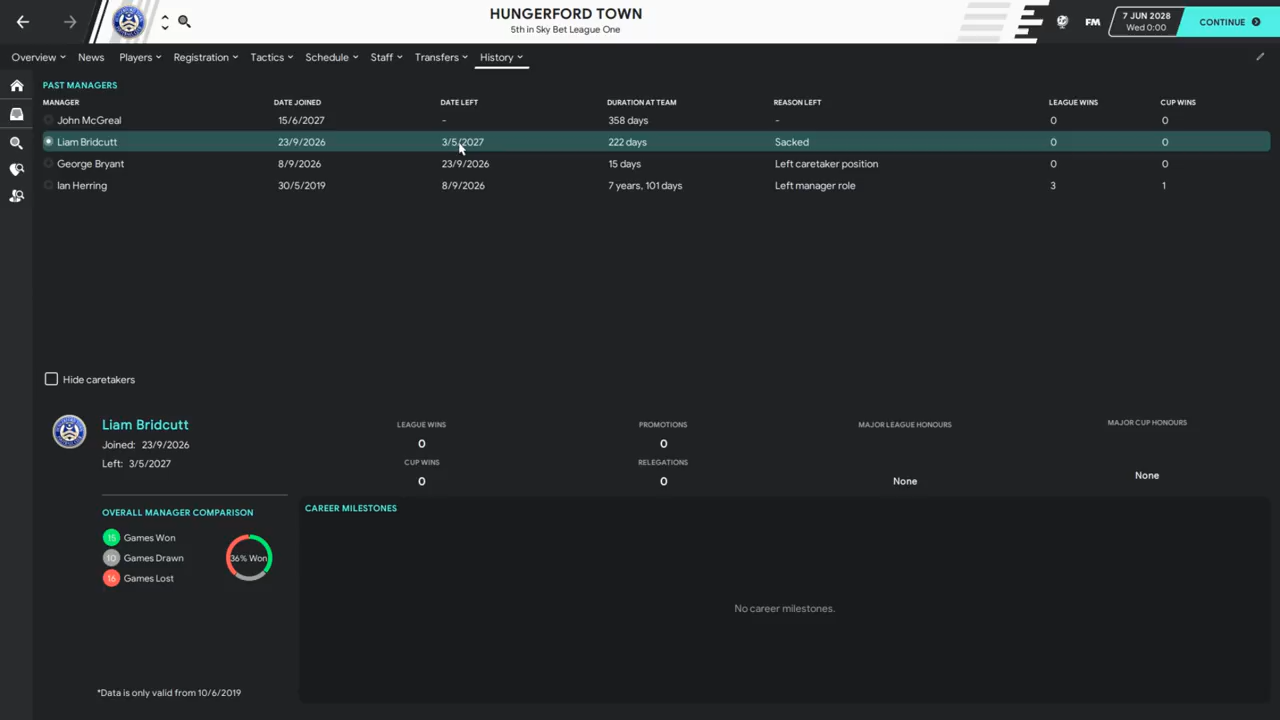 HUNGERFORD TOWN
5th in Sky Bet League One
FM
7 JUN 2028
Wed 0:00
CONTINUE
Overview News Players Registration Tactics Schedule Staff Transfers History
PAST MANAGERS
MANAGER DATE JOINED DATE LEFT DURATION AT TEAM REASON LEFT LEAGUE WINS CUP WINS
John McGreal 15/6/2027 - 358 days - 0 0
Liam Bridcutt 23/9/2026 3/5/2027 222 days Sacked 0 0
George Bryant 8/9/2026 23/9/2026 15 days Left caretaker position 0 0
Ian Herring 30/5/2019 8/9/2026 7 years, 101 days Left manager role 3 1
Hide caretakers
Liam Bridcutt
Joined: 23/9/2026
Left: 3/5/2027
LEAGUE WINS PROMOTIONS MAJOR LEAGUE HONOURS MAJOR CUP HONOURS
0 0
CUP WINS RELEGATIONS
0 0 None None
OVERALL MANAGER COMPARISON
15 Games Won
10 Games Drawn
16 Games Lost
36% Won
*Data is only valid from 10/6/2019
CAREER MILESTONES
No career milestones.